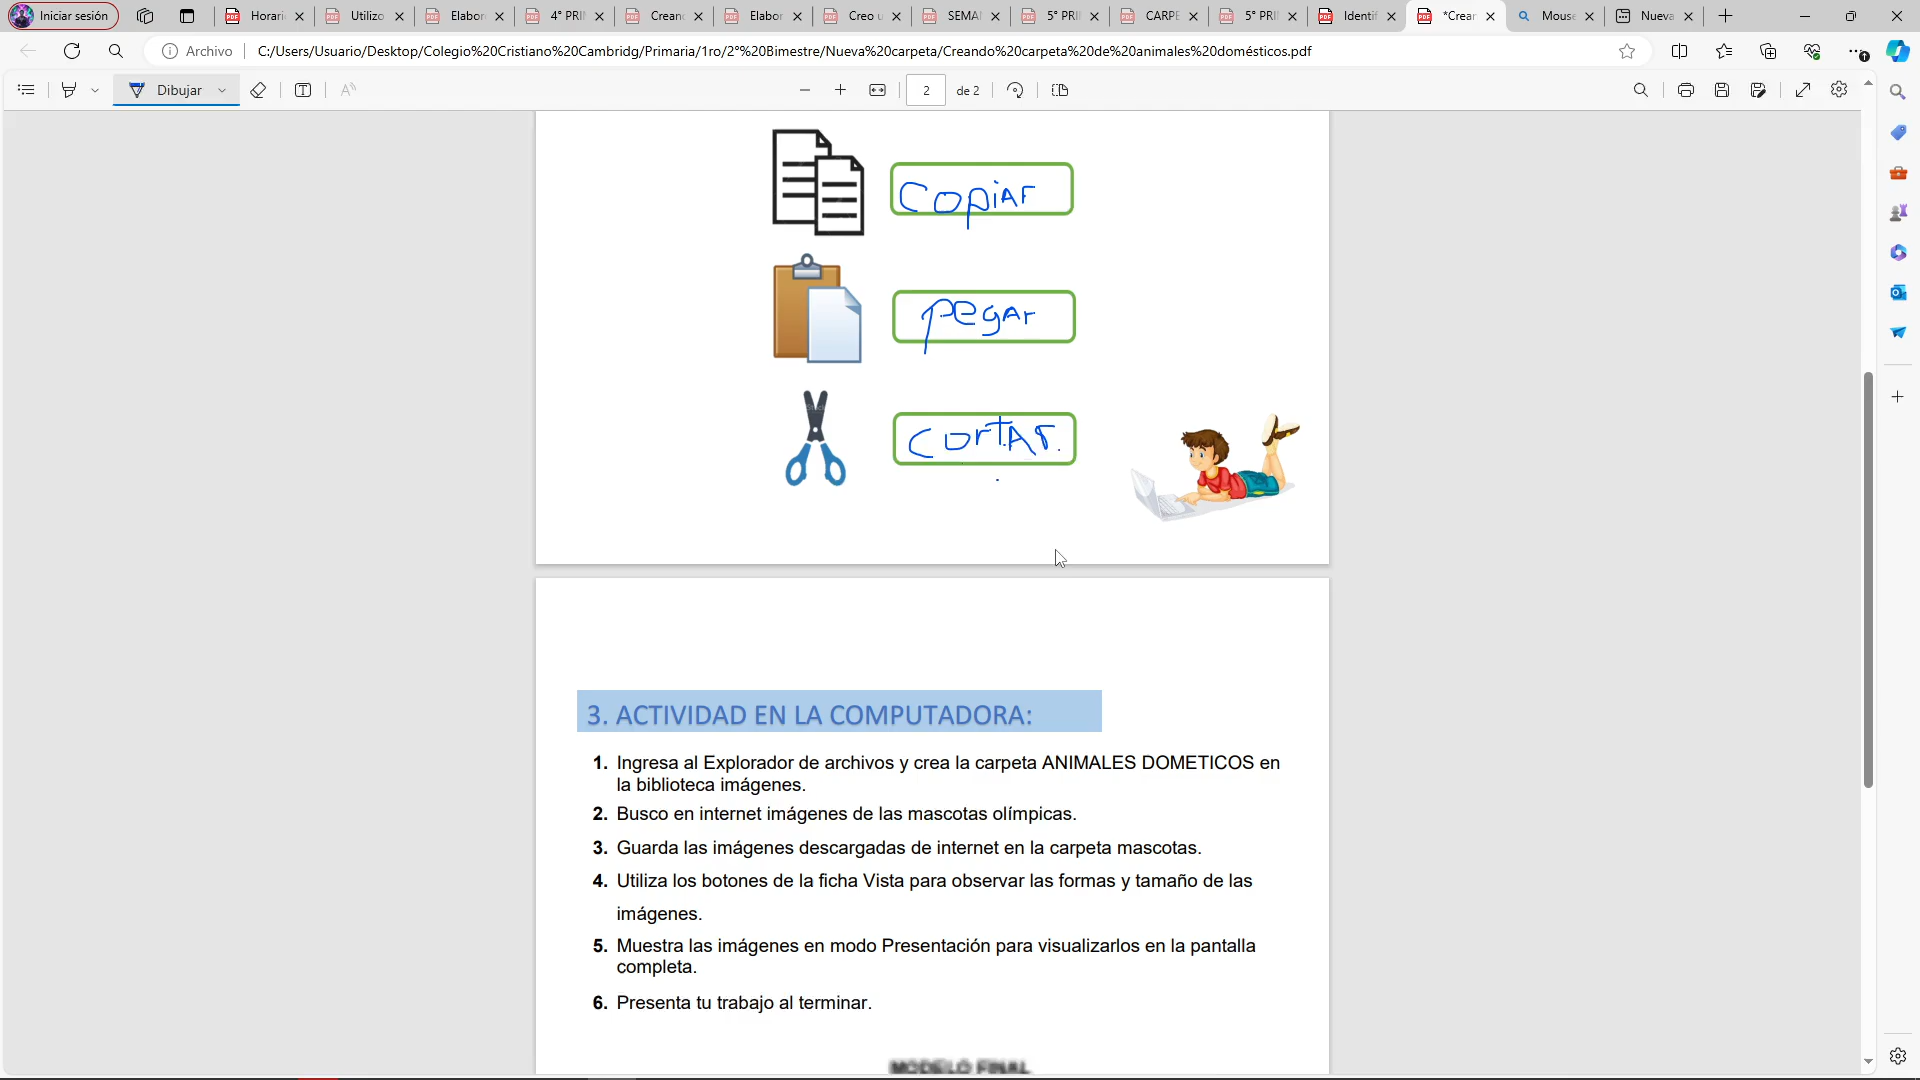 Iniciar sesión
Horari
Utilizo
Elabor
4° PRI
Crean
Elabor
Creo u
SEMA
5° PRI
CARPE
5° PRI
Identif
*Crear
Mouse
Nueva
Archivo
C:/Users/Usuario/Desktop/Colegio%20Cristiano%20Cambridg/Primaria/1ro/2°%20Bimestre/Nueva%20carpeta/Creando%20carpeta%20de%20animales%20domésticos.pdf
Dibujar
2 de 2
Copiar
pegar
cortar.
3. ACTIVIDAD EN LA COMPUTADORA:
1. Ingresa al Explorador de archivos y crea la carpeta ANIMALES DOMETICOS en
la biblioteca imágenes.
2. Busco en internet imágenes de las mascotas olímpicas.
3. Guarda las imágenes descargadas de internet en la carpeta mascotas.
4. Utiliza los botones de la ficha Vista para observar las formas y tamaño de las
imágenes.
5. Muestra las imágenes en modo Presentación para visualizarlos en la pantalla
completa.
6. Presenta tu trabajo al terminar.
MODELO FINAL